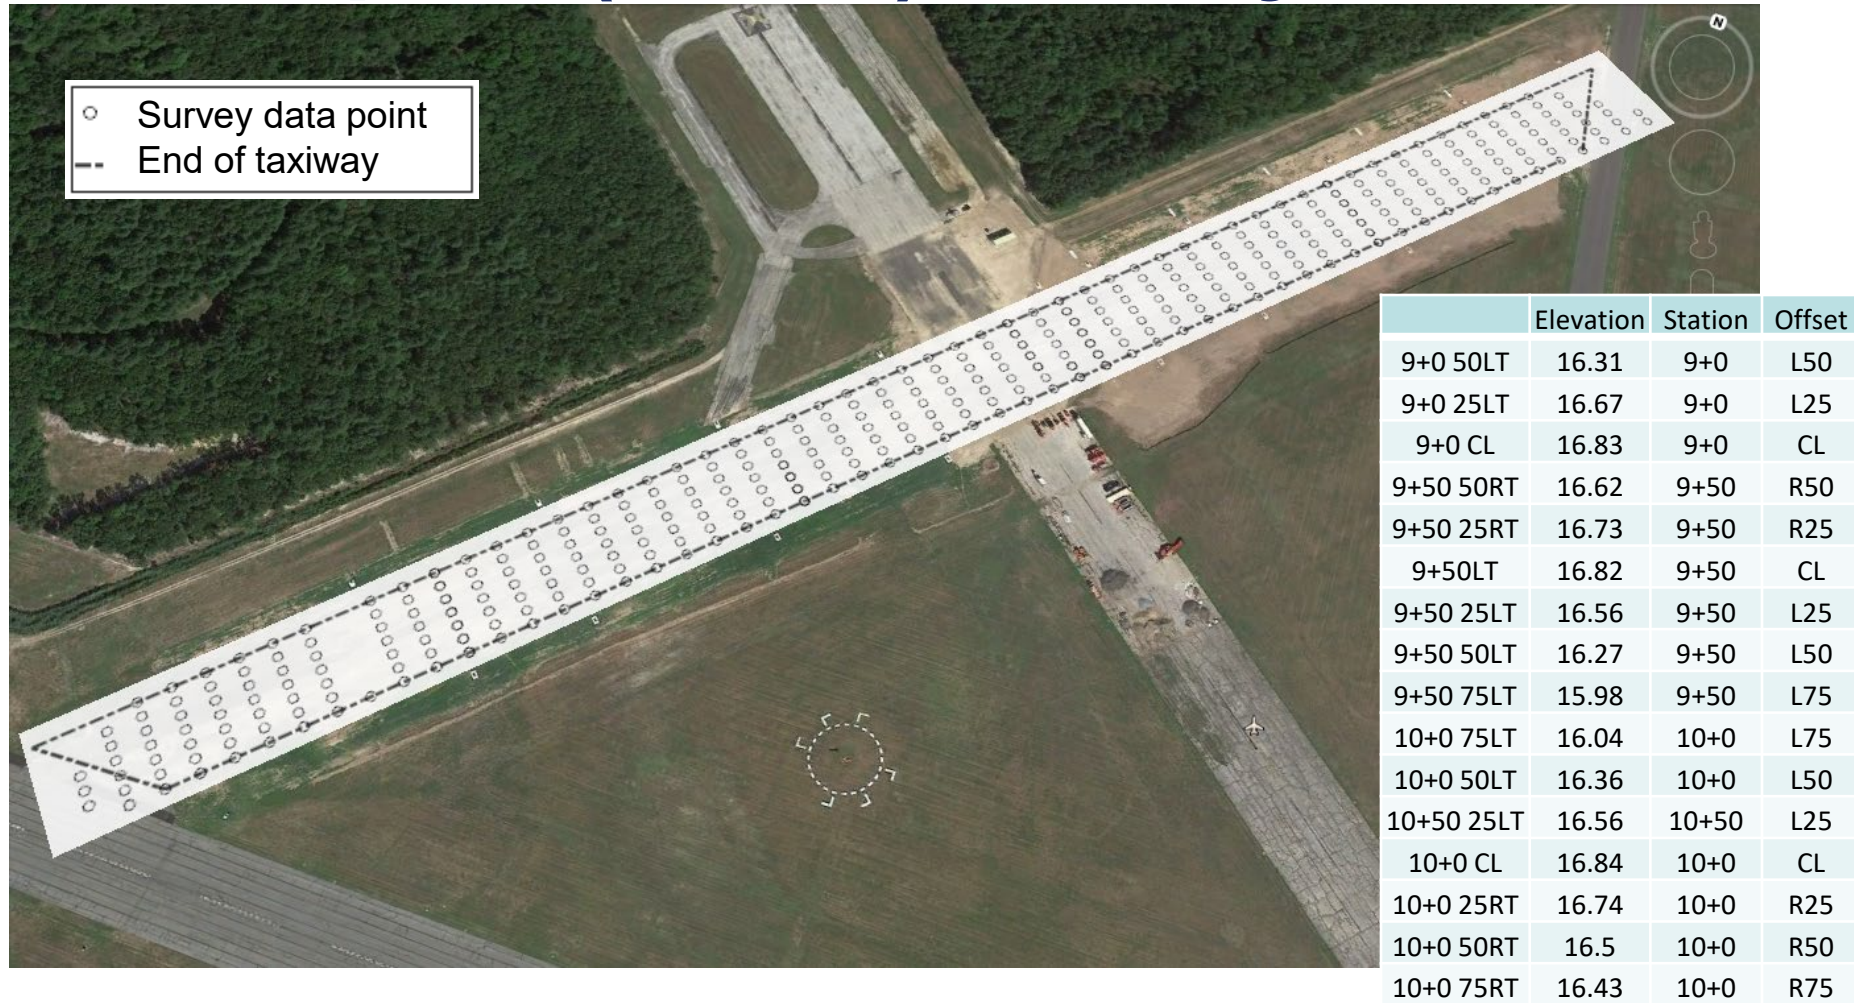 Survey data point
End of taxiway
N
Elevation Station Offset
9+0 50LT 16.31 9+0 L50
9+0 25LT 16.67 9+0 L25
9+0 CL 16.83 9+0 CL
9+50 50RT 16.62 9+50 R50
9+50 25RT 16.73 9+50 R25
9+50LT 16.82 9+50 CL
9+50 25LT 16.56 9+50 L25
9+50 50LT 16.27 9+50 L50
9+50 75LT 15.98 9+50 L75
10+0 75LT 16.04 10+0 L75
10+0 50LT 16.36 10+0 L50
10+50 25LT 16.56 10+50 L25
10+0 CL 16.84 10+0 CL
10+0 25RT 16.74 10+0 R25
10+0 50RT 16.5 10+0 R50
10+0 75RT 16.43 10+0 R75